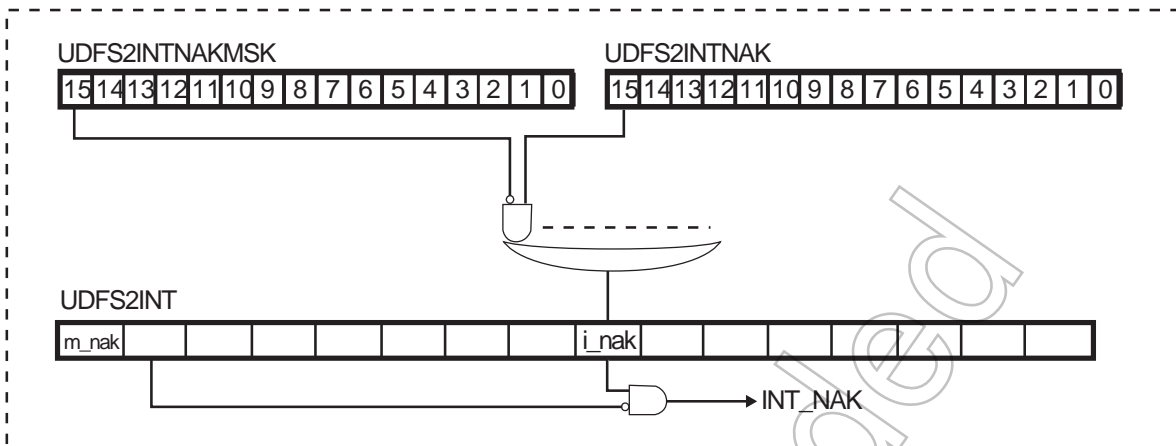 UDFS2INTNAKMSK
15 14 13 12 11 10 9 8 7 6 5 4 3 2 1 0
UDFS2INTNAK
15 14 13 12 11 10 9 8 7 6 5 4 3 2 1 0
UDFS2INT
m_nak
i_nak
INT_NAK
ded